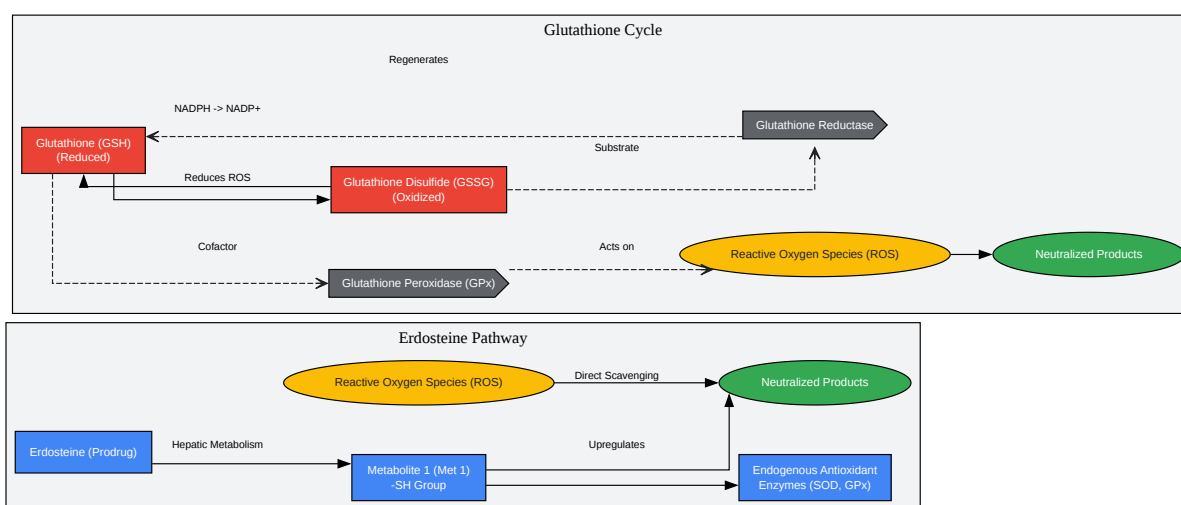 Glutathione Cycle
Regenerates
NADPH -> NADP+
Glutathione Reductase
Glutathione (GSH)
(Reduced)
Substrate
Reduces ROS
Glutathione Disulfide (GSSG)
(Oxidized)
Cofactor
Acts on
Reactive Oxygen Species (ROS)
Neutralized Products
Glutathione Peroxidase (GPx)
Erdosteine Pathway
Reactive Oxygen Species (ROS)
Direct Scavenging
Neutralized Products
Erdosteine (Prodrug)
Hepatic Metabolism
Upregulates
Metabolite 1 (Met 1)
-SH Group
Endogenous Antioxidant
Enzymes (SOD, GPx)